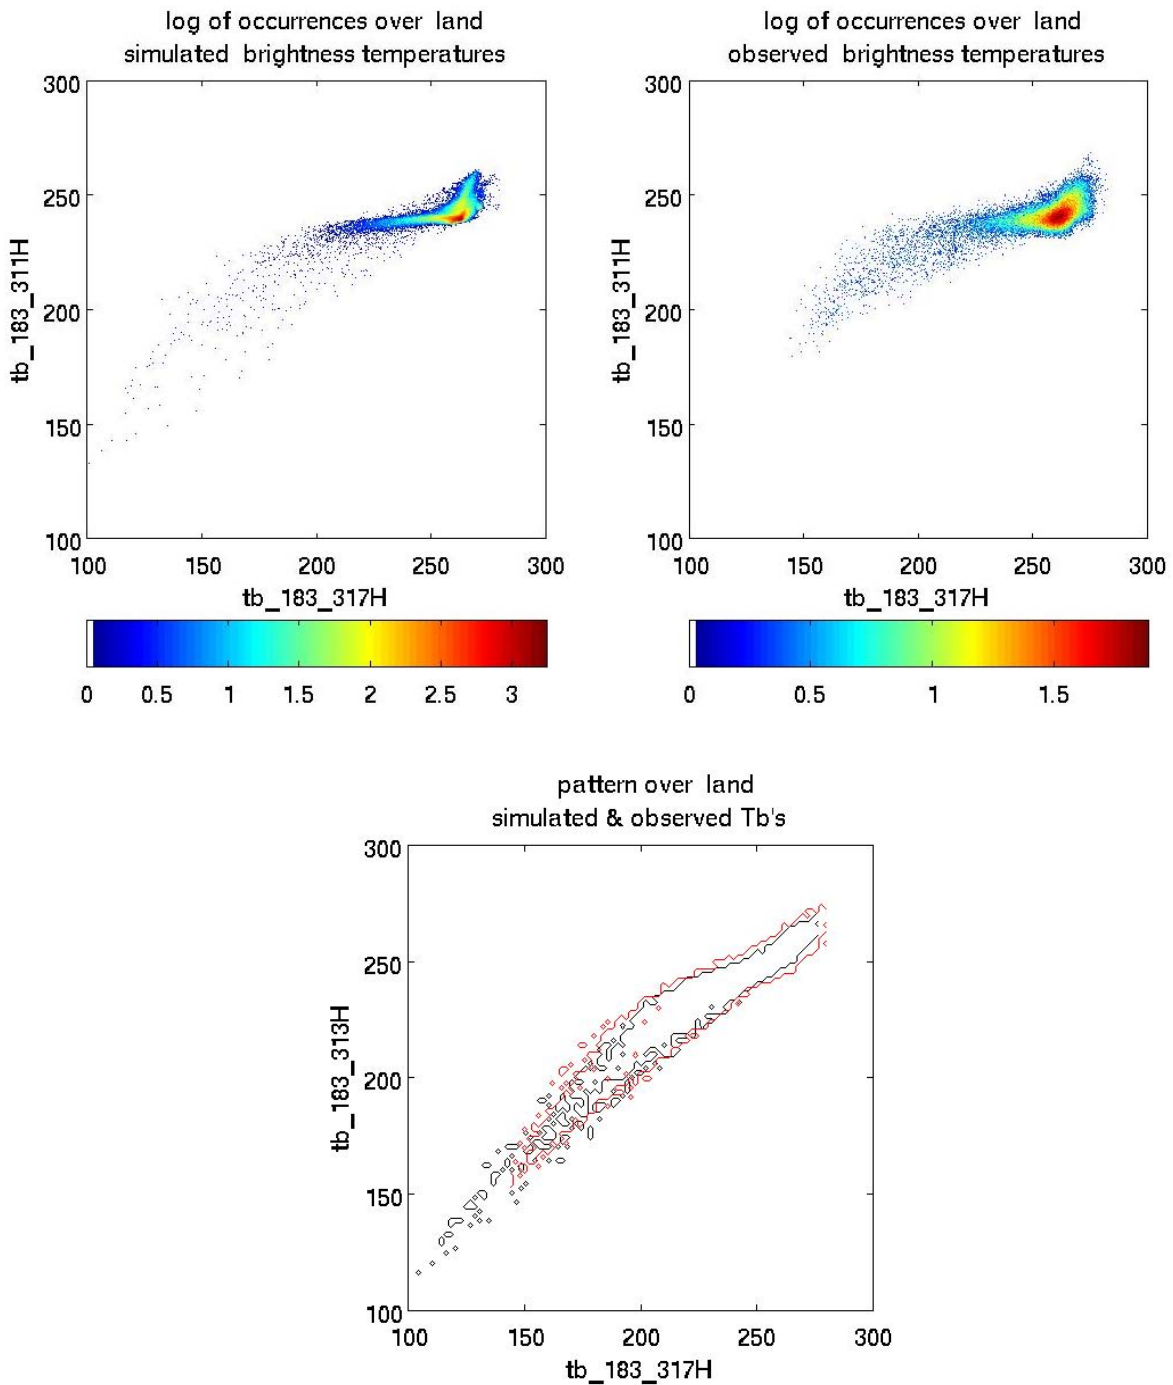 log of occurrences over land
simulated brightness temperatures
300
250
200
150
100
tb_183_311H
100 150 200 250 300
tb_183_317H
0 0.5 1 1.5 2 2.5 3
log of occurrences over land
observed brightness temperatures
300
250
200
150
100
tb_183_311H
100 150 200 250 300
tb_183_317H
0 0.5 1 1.5
pattern over land
simulated & observed Tb's
300
250
200
150
100
tb_183_313H
100 150 200 250 300
tb_183_317H